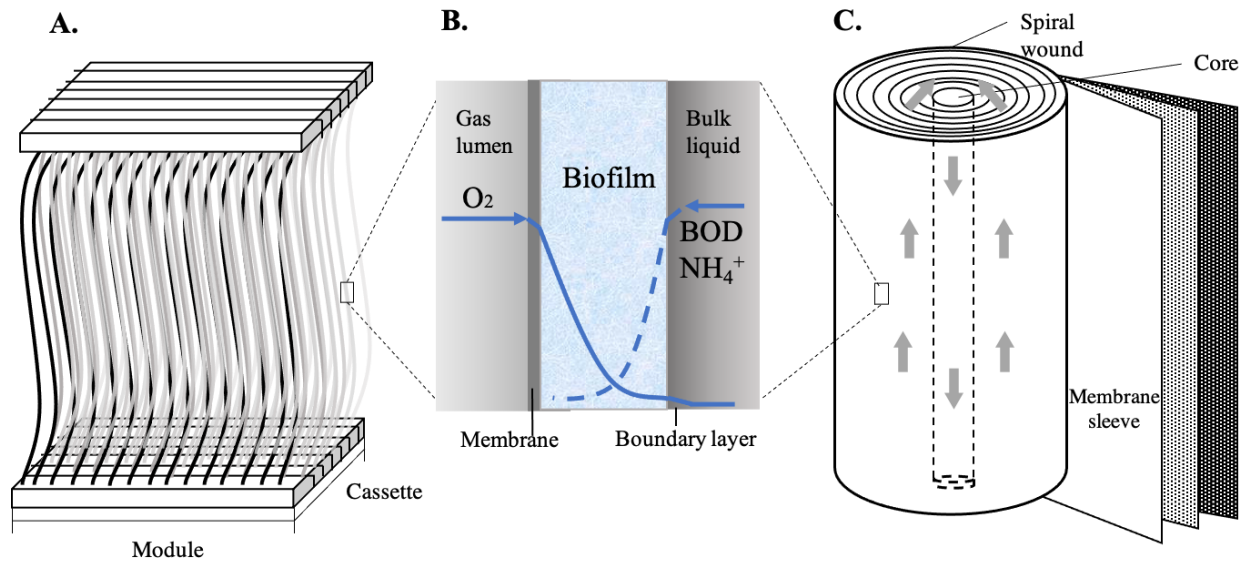 A.
Module
Cassette
B.
Gas
lumen
Bulk
liquid
Biofilm
O₂
BOD
NH₄⁺
Membrane
Boundary layer
C.
Spiral
wound
Core
Membrane
sleeve